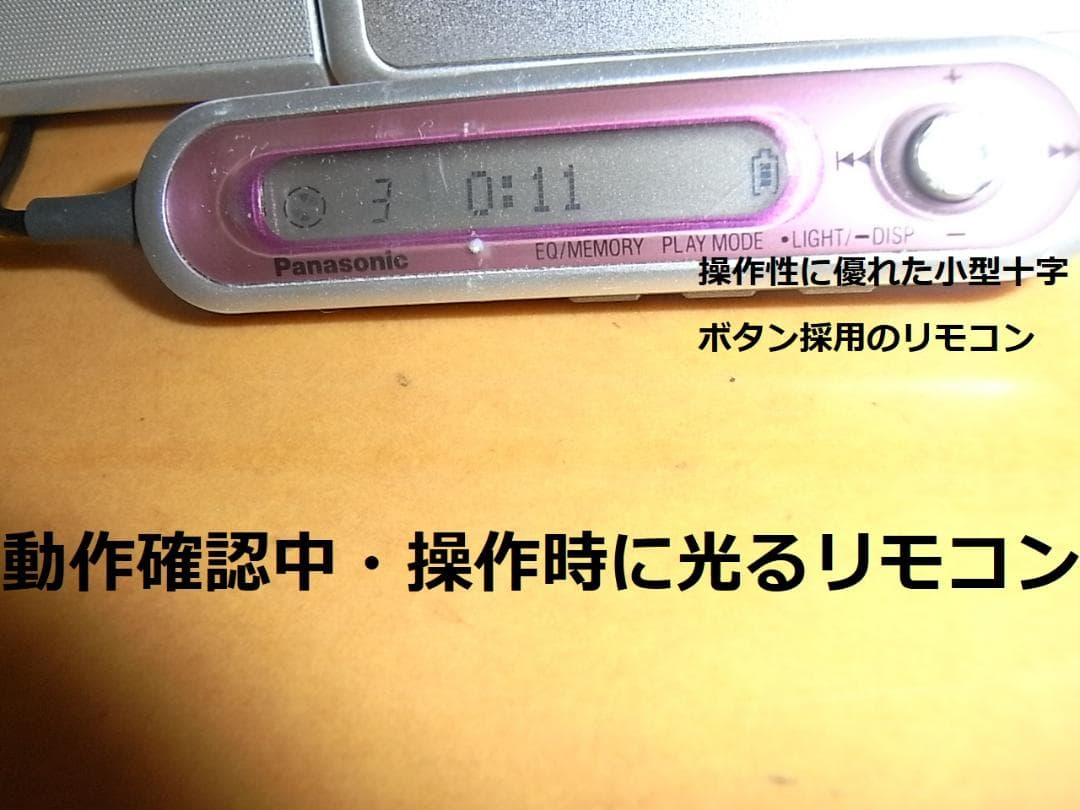 3 0:11
Panasonic
EQ/MEMORY PLAY MODE •LIGHT/━DISP
操作性に優れた小型十字
ボタン採用のリモコン
動作確認中・操作時に光るリモコン